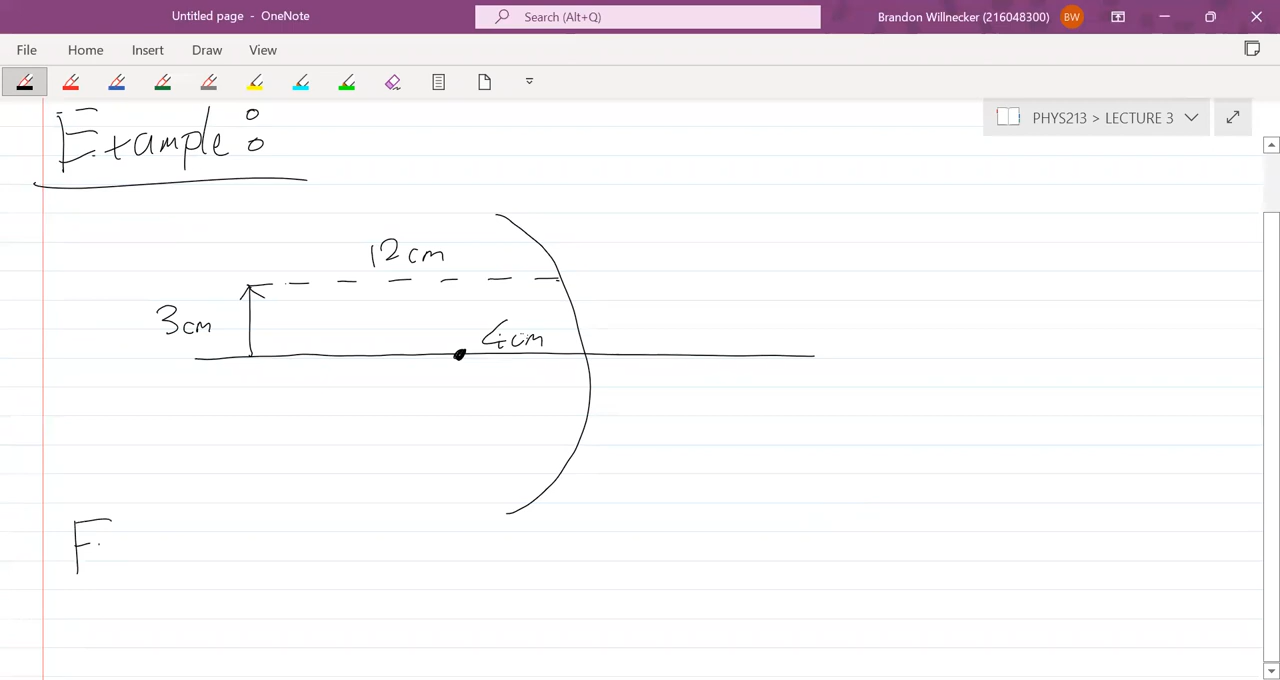 Untitled page - OneNote
Search (Alt+Q)
Brandon Willnecker (216048300)
BW
File Home Insert Draw View
PHYS213 > LECTURE 3
Example:
12cm
3cm
4cm
F